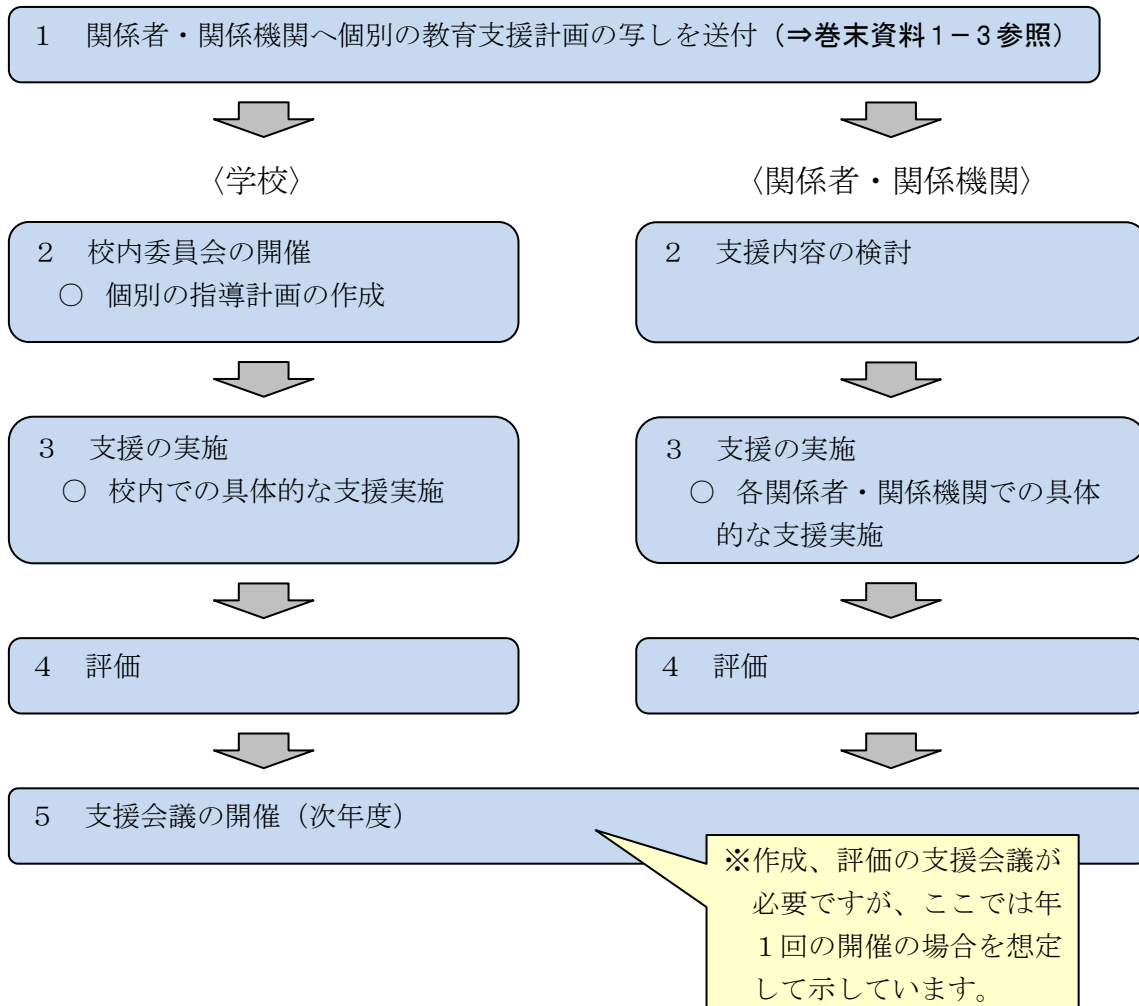 １　関係者・関係機関へ個別の教育支援計画の写しを送付（⇒巻末資料１－３参照）
〈学校〉
〈関係者・関係機関〉
２　校内委員会の開催
○　個別の指導計画の作成
２　支援内容の検討
３　支援の実施
○　校内での具体的な支援実施
３　支援の実施
○　各関係者・関係機関での具体
的な支援実施
４　評価
４　評価
５　支援会議の開催（次年度）
※作成、評価の支援会議が
必要ですが、ここでは年
１回の開催の場合を想定
して示しています。